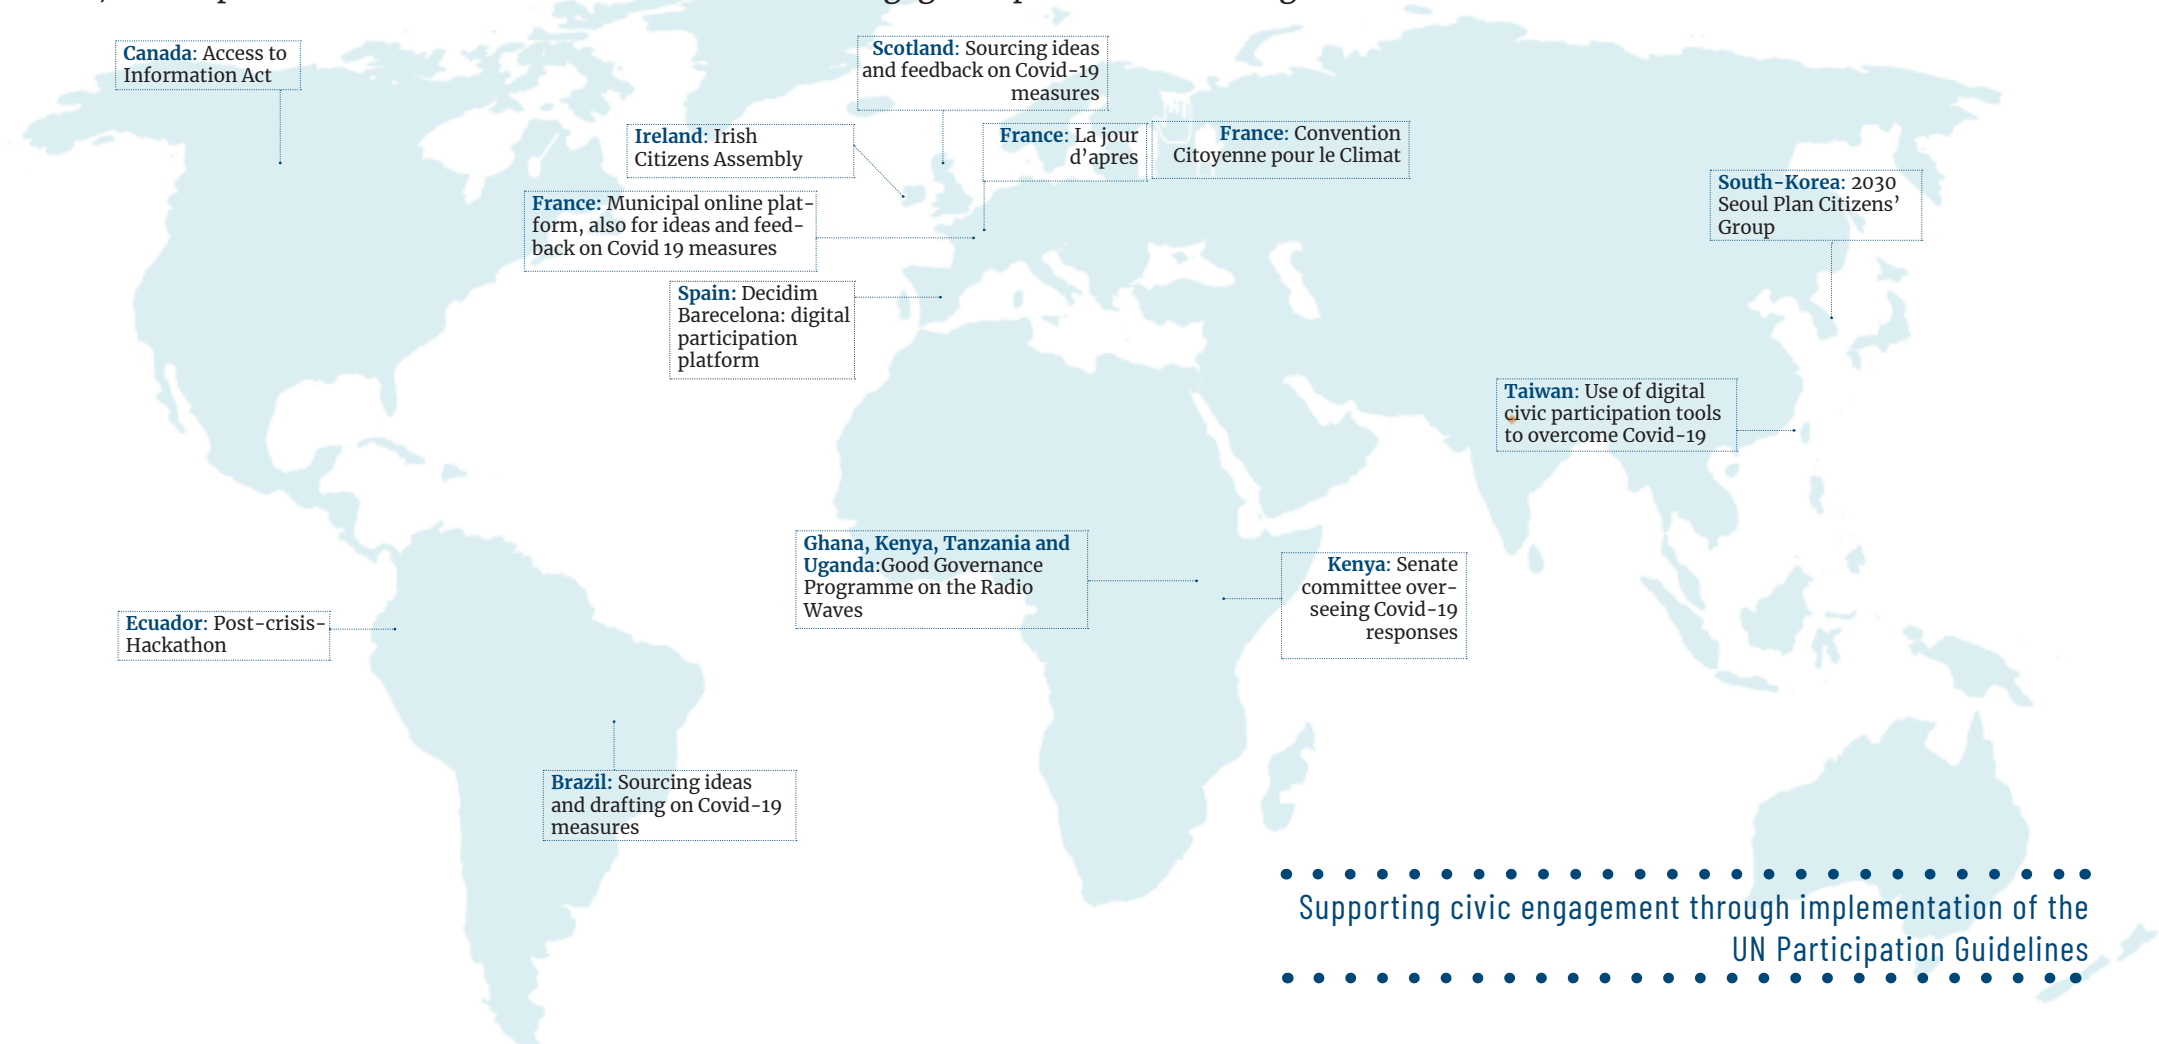 Canada: Access to
Information Act
Scotland: Sourcing ideas
and feedback on Covid-19
measures
Ireland: Irish
Citizens Assembly
France: La jour
d’apres
France: Convention
Citoyenne pour le Climat
France: Municipal online plat-
form, also for ideas and feed-
back on Covid 19 measures
South-Korea: 2030
Seoul Plan Citizens’
Group
Spain: Decidim
Barecelona: digital
participation
platform
Taiwan: Use of digital
civic participation tools
to overcome Covid-19
Ghana, Kenya, Tanzania and
Uganda:Good Governance
Programme on the Radio
Waves
Kenya: Senate
committee over-
seeing Covid-19
responses
Ecuador: Post-crisis-
Hackathon
Brazil: Sourcing ideas
and drafting on Covid-19
measures
Supporting civic engagement through implementation of the
UN Participation Guidelines